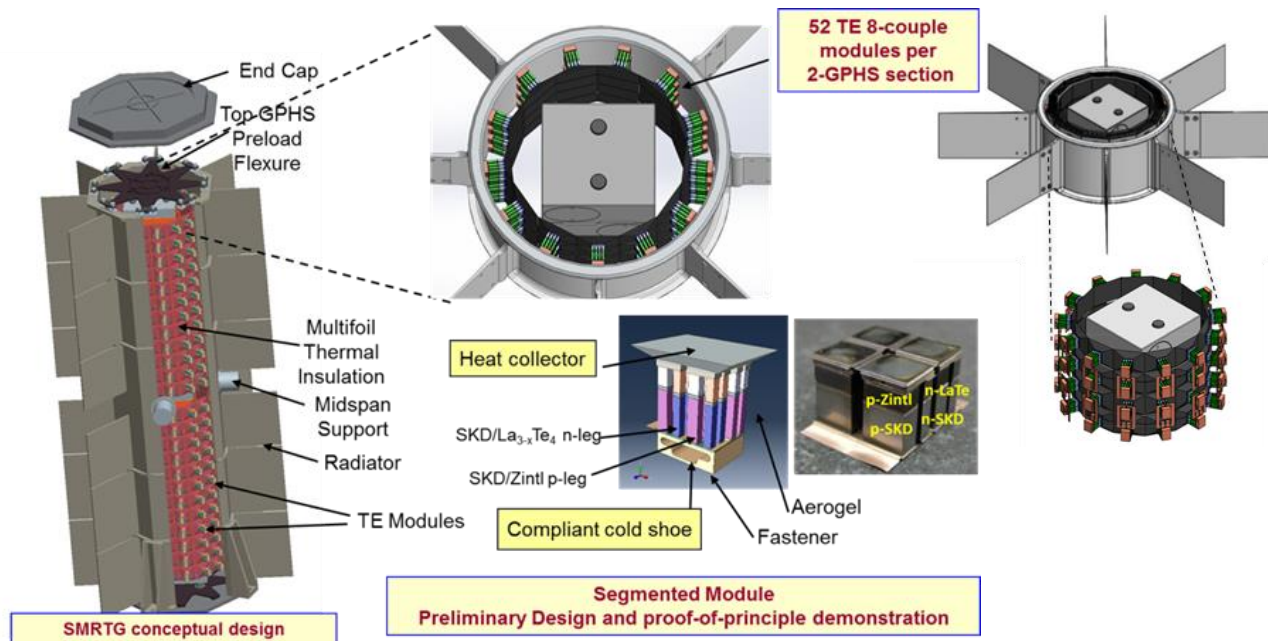 End Cap
Top GPHS
Preload
Flexure
Multifoil
Thermal
Insulation
Midspan
Support
Radiator
TE Modules
SMRTG conceptual design
52 TE 8-couple
modules per
2-GPHS section
Heat collector
SKD/La3-xTe4 n-leg
SKD/Zintl p-leg
Compliant cold shoe
Fastener
Aerogel
p-Zintl
n-LaTe
p-SKD
n-SKD
Segmented Module
Preliminary Design and proof-of-principle demonstration